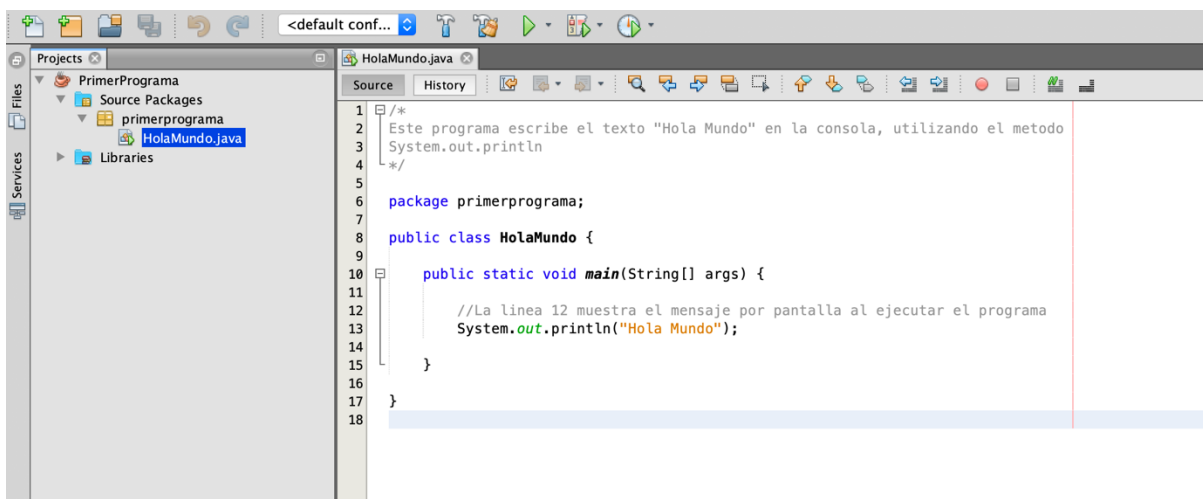 <default conf...
Projects
HolaMundo.java
Files
Services
PrimerPrograma
Source Packages
primerprograma
HolaMundo.java
Libraries
Source
History
1 /*
2 Este programa escribe el texto "Hola Mundo" en la consola, utilizando el metodo
3 System.out.println
4 */
5
6 package primerprograma;
7
8 public class HolaMundo {
9
10 public static void main(String[] args) {
11
12 //La linea 12 muestra el mensaje por pantalla al ejecutar el programa
13 System.out.println("Hola Mundo");
14
15 }
16
17 }
18